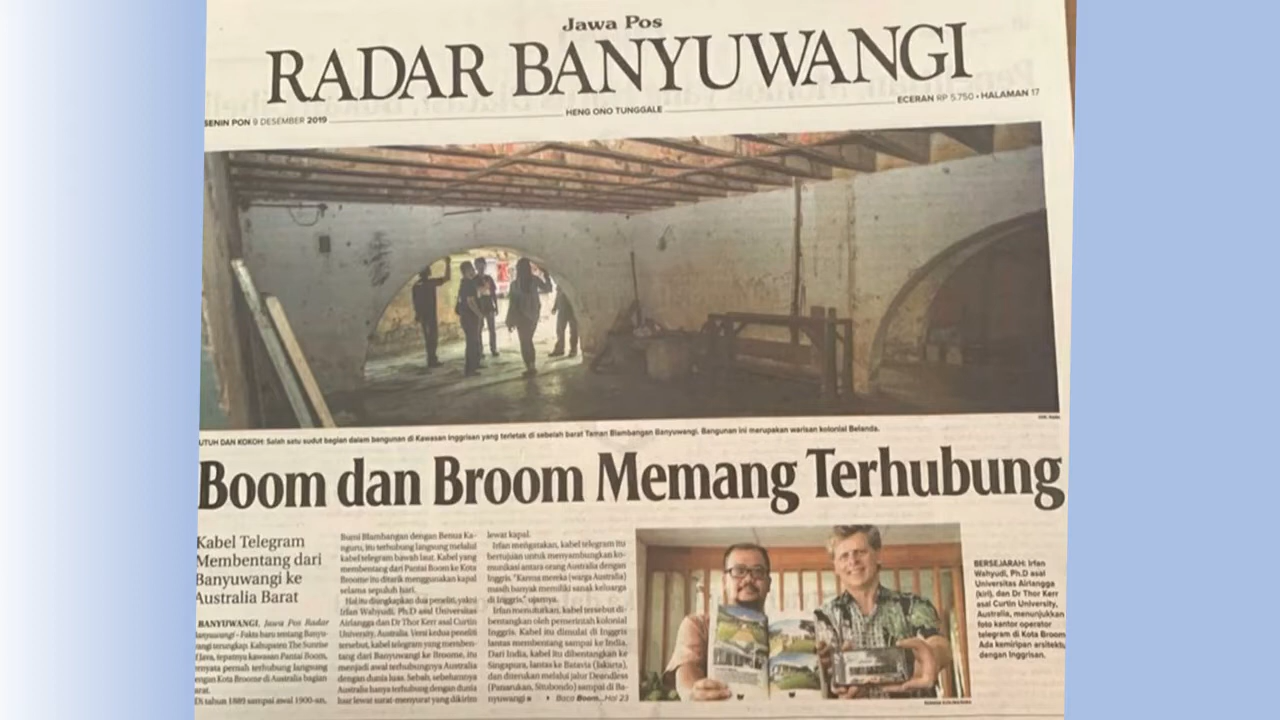 Jawa Pos
RADAR BANYUWANGI
SENIN PON 9 DESEMBER 2019
HENG ONO TUNGGALE
ECERAN RP 5.750 • HALAMAN 17
UTUH DAN KOKOH: Salah satu sudut bagian dalam bangunan di Kawasan Inggrisan yang terletak di sebelah barat Taman Blambangan Banyuwangi. Bangunan ini merupakan warisan kolonial Belanda.
Boom dan Broom Memang Terhubung
Kabel Telegram
Membentang dari
Banyuwangi ke
Australia Barat
BANYUWANGI, Jawa Pos Radar
Banyuwangi - Fakta baru tentang Banyu-
wangi terungkap. Kabupaten The Sunrise
of Java, tepatnya kawasan Pantai Boom,
ternyata pernah terhubung langsung
dengan Kota Broome di Australia bagian
barat.
Di tahun 1889 sampai awal 1900-an,
Bumi Blambangan dengan Benua Ka-
nguru, itu terhubung langsung melalui
kabel telegram bawah laut. Kabel yang
membentang dari Pantai Boom ke Kota
Broome itu ditarik menggunakan kapal
selama sepuluh hari.
Hal itu diungkapkan dua peneliti, yakni
Irfan Wahyudi, Ph.D asal Universitas
Airlangga dan Dr Thor Kerr asal Curtin
University, Australia. Versi kedua peneliti
tersebut, kabel telegram yang memben-
tang dari Banyuwangi ke Broome, itu
menjadi awal terhubungnya Australia
dengan dunia luas. Sebab, sebelumnya
Australia hanya terhubung dengan dunia
luar lewat surat-menyurat yang dikirim
lewat kapal.
Irfan mengatakan, kabel telegram itu
bertujuan untuk menyambungkan ko-
munikasi antara orang Australia dengan
Inggris. "Karena mereka (warga Australia)
masih banyak memiliki sanak keluarga
di Inggris," ujarnya.
Irfan menuturkan, kabel tersebut di-
bentangkan oleh pemerintah kolonial
Inggris. Kabel itu dimulai di Inggris
lantas membentang sampai ke India.
Dari India, kabel itu dibentangkan ke
Singapura, lantas ke Batavia (Jakarta),
dan diteruskan melalui jalur Deandless
(Panarukan, Situbondo) sampai di Ba-
nyuwangi
Baca Boom...Hal 23
BERSEJARAH: Irfan
Wahyudi, Ph.D asal
Universitas Airlangga
(kiri), dan Dr Thor Kerr
asal Curtin University,
Australia, menunjukkan
foto kantor operator
telegram di Kota Broom.
Ada kemiripan arsitektur
dengan Inggrisan.